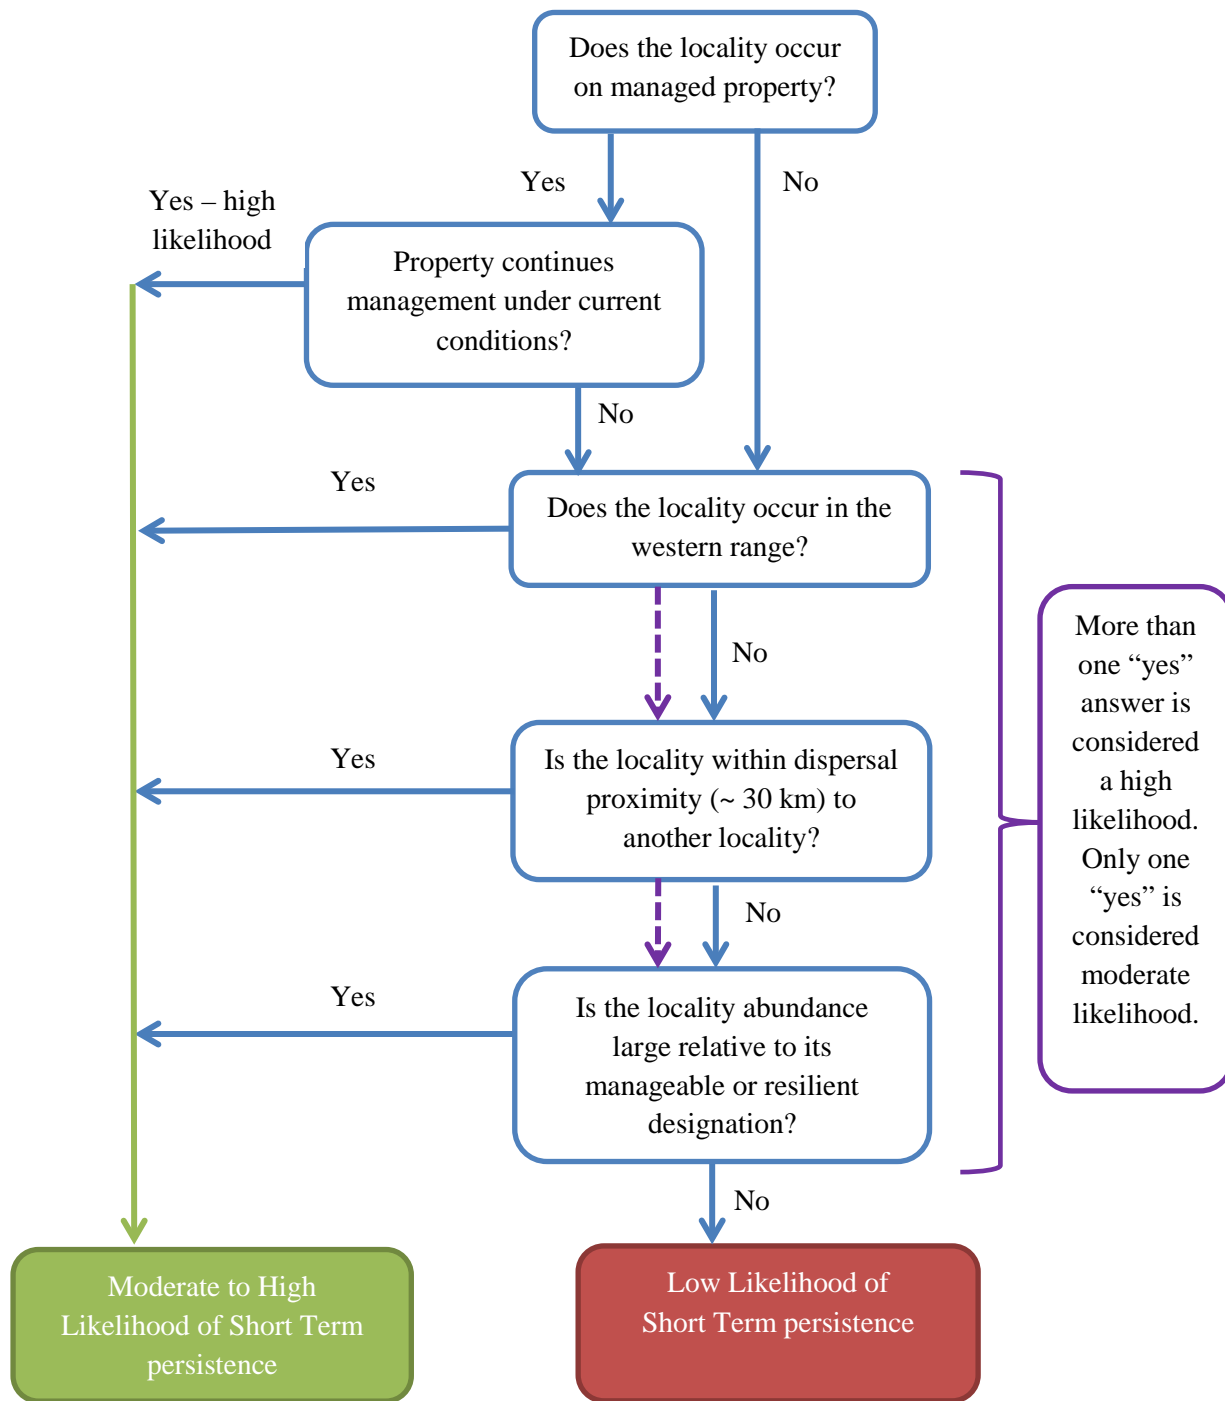 Does the locality occur
on managed property?
Yes
No
Yes – high
likelihood
Property continues
management under current
conditions?
No
Yes
Does the locality occur in the
western range?
No
Yes
Is the locality within dispersal
proximity (~ 30 km) to
another locality?
No
Yes
Is the locality abundance
large relative to its
manageable or resilient
designation?
No
More than
one “yes”
answer is
considered
a high
likelihood.
Only one
“yes” is
considered
moderate
likelihood.
Moderate to High
Likelihood of Short Term
persistence
Low Likelihood of
Short Term persistence